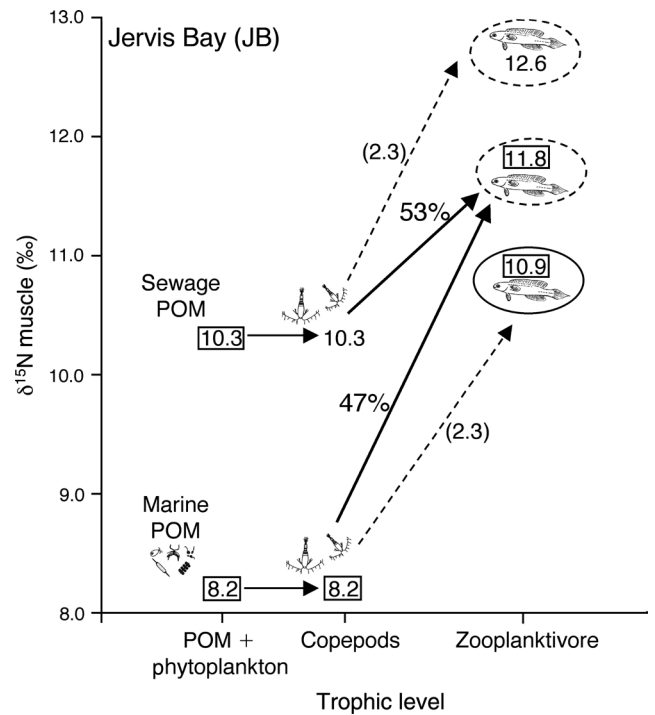 Jervis Bay (JB)
13.0
12.0
11.0
10.0
9.0
8.0
δ¹⁵N muscle (‰)
12.6
(2.3)
11.8
53%
10.9
Sewage
POM
10.3
10.3
47%
(2.3)
Marine
POM
8.2
8.2
POM +
phytoplankton
Copepods
Zooplanktivore
Trophic level